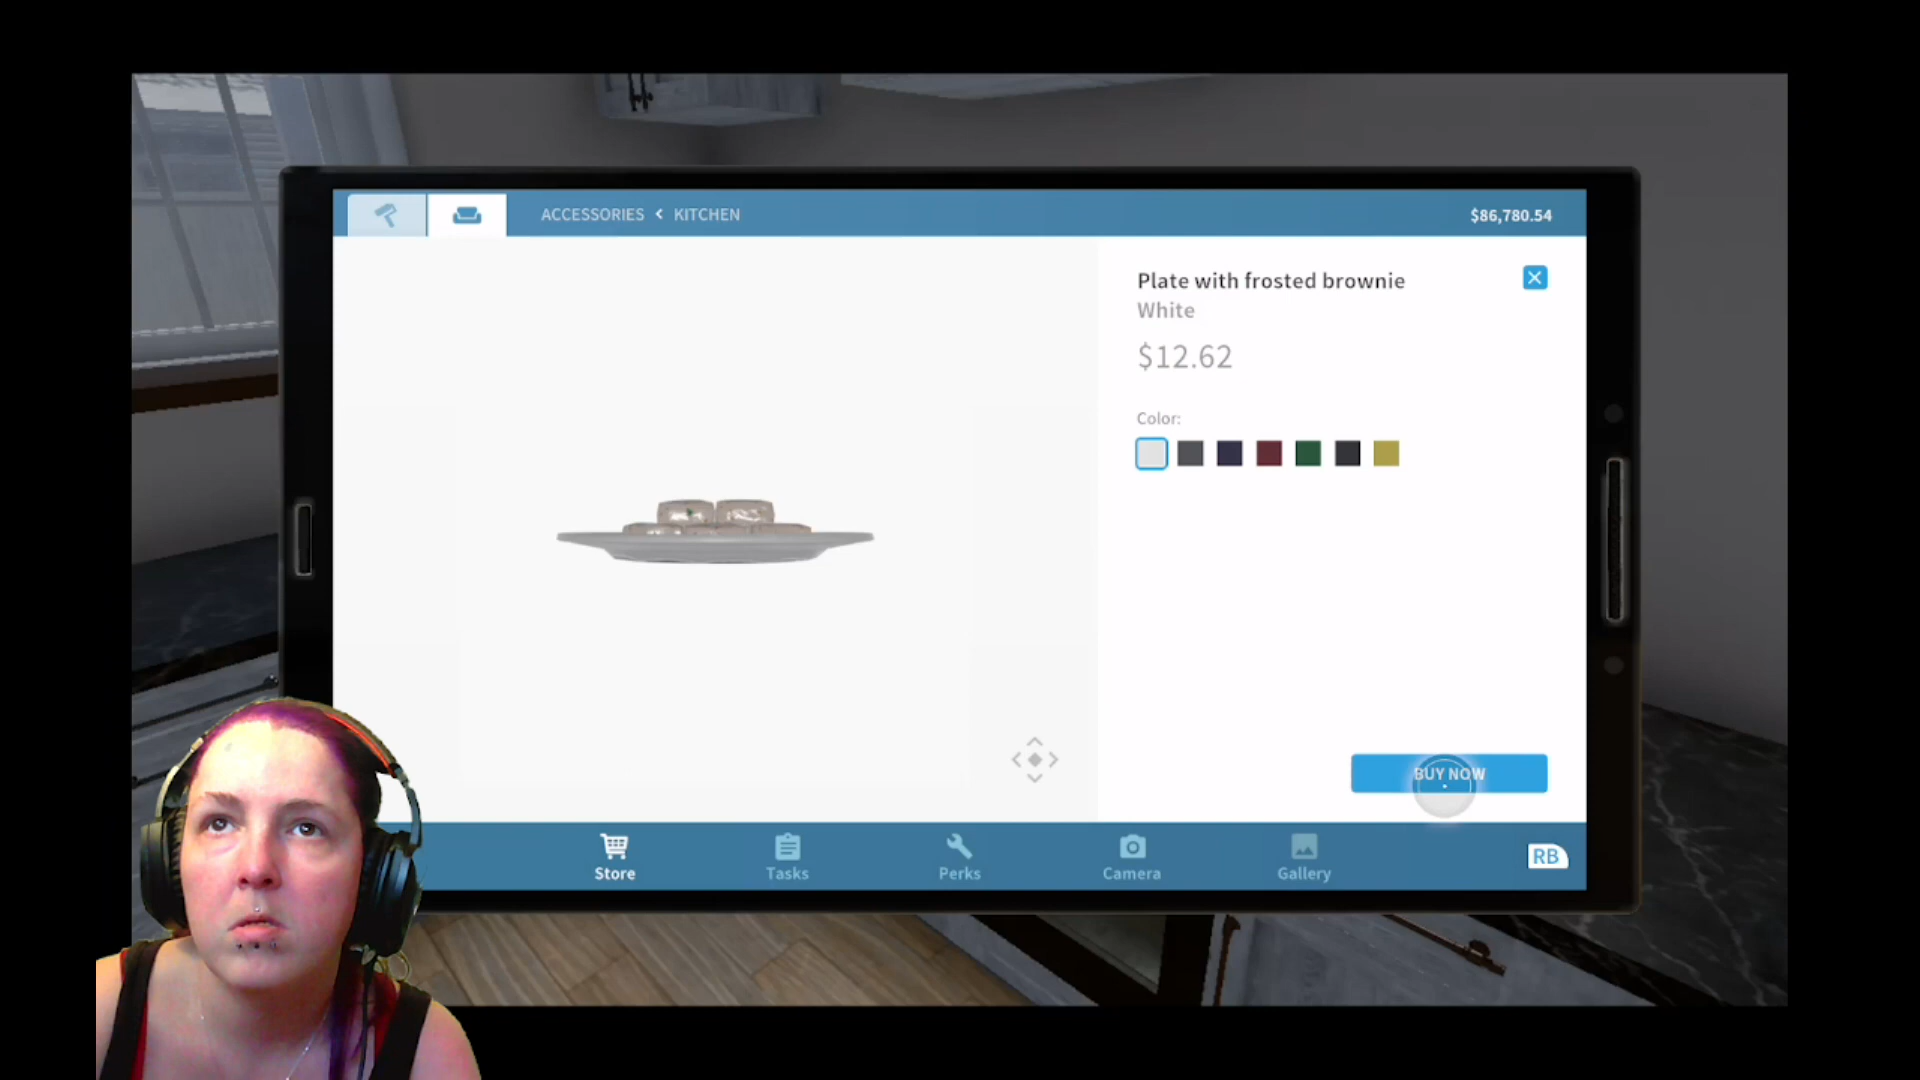 ACCESSORIES < KITCHEN
$86,780.54
Plate with frosted brownie
White
$12.62
Color:
BUY NOW
Store
Tasks
Perks
Camera
Gallery
RB